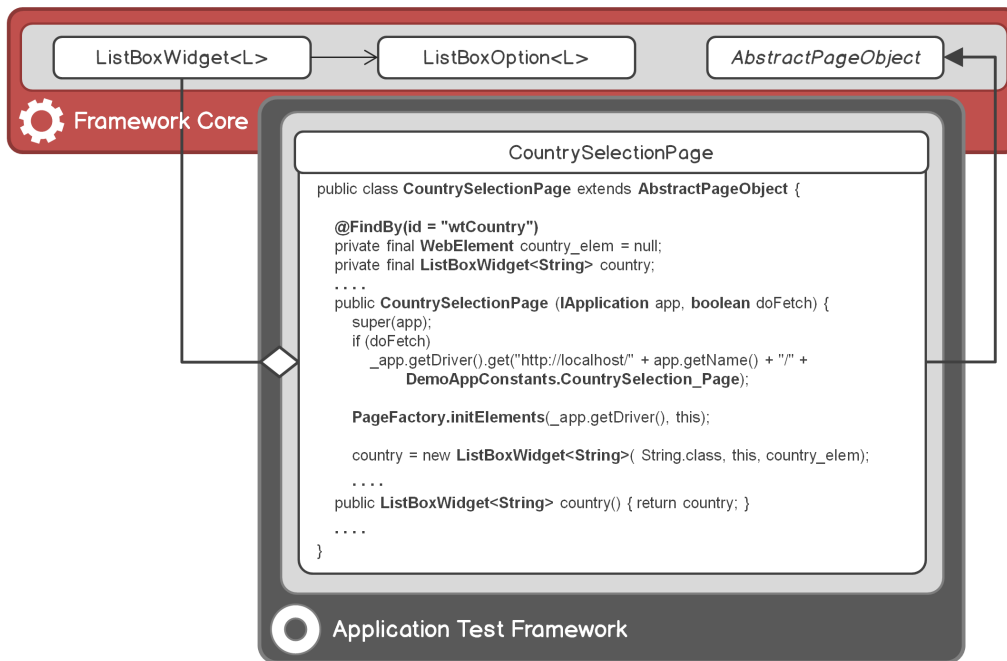 ListBoxWidget<L>
ListBoxOption<L>
AbstractPageObject
Framework Core
CountrySelectionPage
public class CountrySelectionPage extends AbstractPageObject {
@FindBy(id = "wtCountry")
private final WebElement country_elem = null;
private final ListBoxWidget<String> country;
. . . .
public CountrySelectionPage (IApplication app, boolean doFetch) {
super(app);
if (doFetch)
_app.getDriver().get("http://localhost/" + app.getName() + "/" +
DemoAppConstants.CountrySelection_Page);
PageFactory.initElements(_app.getDriver(), this);
country = new ListBoxWidget<String>( String.class, this, country_elem);
. . . .
public ListBoxWidget<String> country() { return country; }
. . . .
}
Application Test Framework